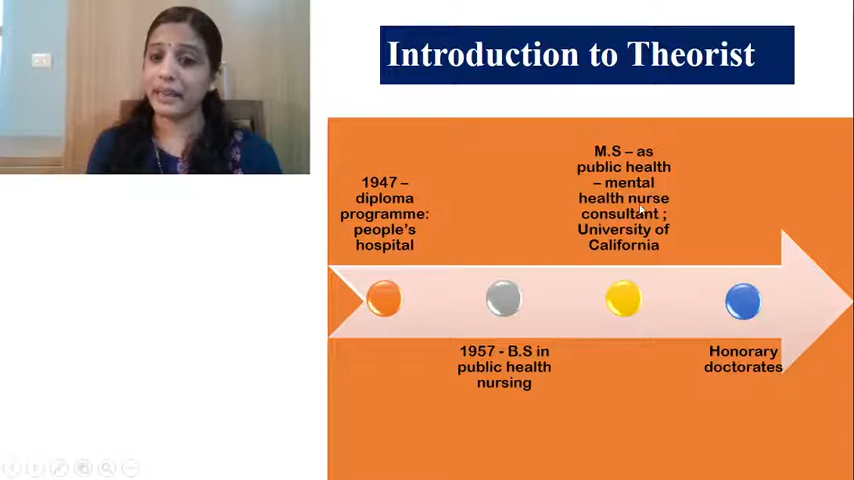 Introduction to Theorist
1947 –
diploma
programme:
people's
hospital
1957 - B.S in
public health
nursing
M.S – as
public health
– mental
health nurse
consultant ;
University of
California
Honorary
doctorates